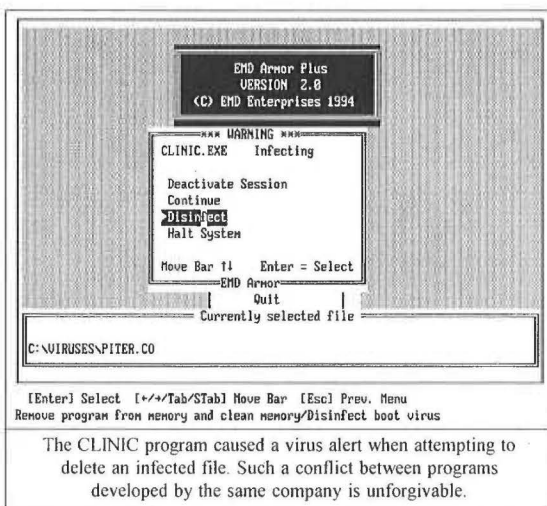 EMD Armor Plus
VERSION 2.0
(C) EMD Enterprises 1994
*** WARNING ***
CLINIC.EXE Infecting
Deactivate Session
Continue
Disinfect
Halt System
Move Bar ↑↓ Enter = Select
EMD Armor
Quit
Currently selected file
C:\VIRUSES\PITER.CO
[Enter] Select [←/→/Tab/STab] Move Bar [Esc] Prev. Menu
Remove program from memory and clean memory/Disinfect boot virus
The CLINIC program caused a virus alert when attempting to
delete an infected file. Such a conflict between programs
developed by the same company is unforgivable.